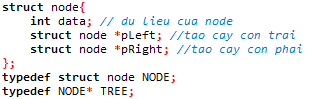 struct node{
int data; // du lieu cua node
struct node *pLeft; //tao cay con trai
struct node *pRight; //tao cay con phai
};
typedef struct node NODE;
typedef NODE* TREE;